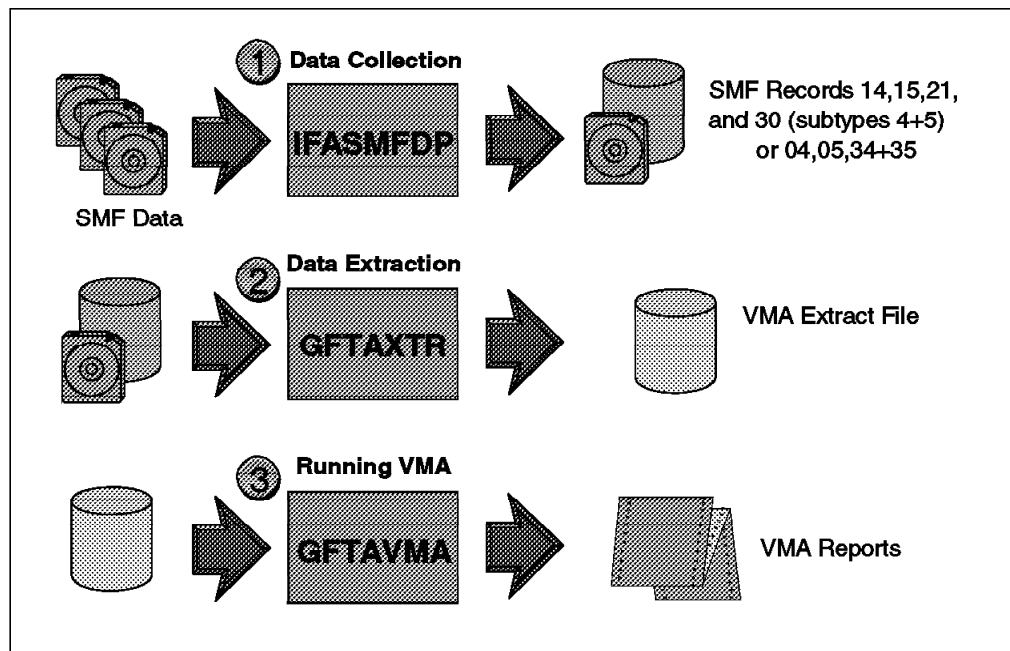 1 Data Collection
IFASMFDP
SMF Data
SMF Records 14,15,21,
and 30 (subtypes 4+5)
or 04,05,34+35
2 Data Extraction
GFTAXTR
VMA Extract File
3 Running VMA
GFTAVMA
VMA Reports